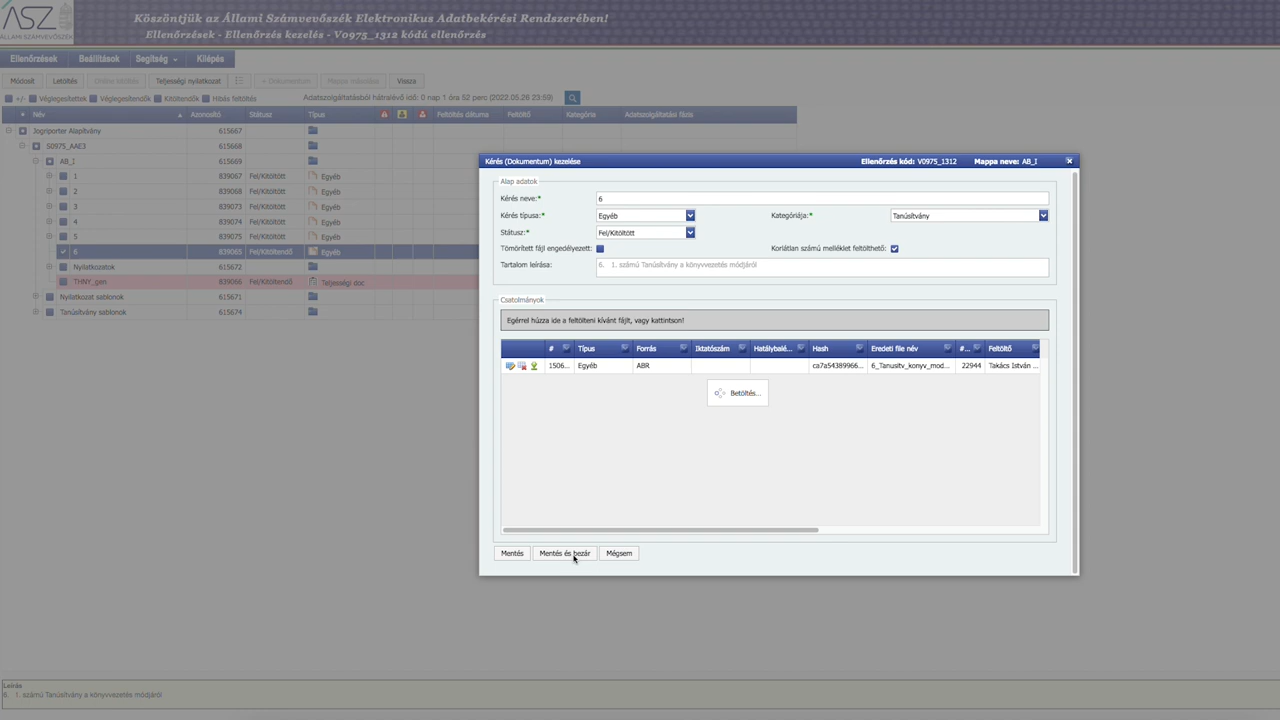 ÁSZ
ÁLLAMI SZÁMVEVŐSZÉK
Köszöntjük az Állami Számvevőszék Elektronikus Adatbekérési Rendszerében!
Ellenőrzések - Ellenőrzés kezelés - V0975_1312 kódú ellenőrzés
Ellenőrzések Beállítások Segítség Kilépés
Módosít Letöltés Online kitöltés Teljességi nyilatkozat + Dokumentum Mappa műveletek Vissza
+/- Véglegesítettek Véglegesítendők Kitöltendők Hibás feltöltés Adatszolgáltatásból hátralévő idő: 0 nap 1 óra 52 perc (2022.05.26 23:59)
Név Azonosító Státusz Típus Feltöltés dátuma Feltöltő Kategória Adatszolgáltatási fázis
Jogriporter Alapítvány 615667
S0975_AAE3 615668
AB_I 615669
1 839067 Fel/Kitöltött Egyéb
2 839068 Fel/Kitöltött Egyéb
3 839073 Fel/Kitöltött Egyéb
4 839074 Fel/Kitöltött Egyéb
5 839075 Fel/Kitöltött Egyéb
6 839065 Fel/Kitöltendő Egyéb
Nyilatkozatok 615672
THNY_gen 839066 Fel/Kitöltendő Teljességi doc
Nyilatkozat sablonok 615671
Tanúsítvány sablonok 615674
Kérés (Dokumentum) kezelése Ellenőrzés kód: V0975_1312 Mappa neve: AB_I
Alap adatok
Kérés neve:* 6
Kérés típusa:* Egyéb Kategóriája:* Tanúsítvány
Státusz:* Fel/Kitöltött
Tömörített fájl engedélyezett: Korlátlan számú melléklet feltölthető:
Tartalom leírása: 6. 1. számú Tanúsítvány a könyvvezetés módjáról
Csatolmányok
Egérrel húzza ide a feltölteni kívánt fájlt, vagy kattintson!
# Típus Forrás Iktatószám Hatálybalé... Hash Eredeti file név #... Feltöltő
1506... Egyéb ABR ca7a54389966... 6_Tanusitv_konyv_mod... 22944 Takács István ...
Betöltés...
Mentés Mentés és bezár Mégsem
Leírás
6. 1. számú Tanúsítvány a könyvvezetés módjáról